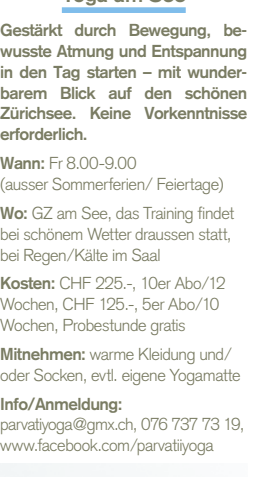 Yoga am See
Gestärkt durch Bewegung, be-
wusste Atmung und Entspannung
in den Tag starten – mit wunder-
barem Blick auf den schönen
Zürichsee. Keine Vorkenntnisse
erforderlich.
Wann: Fr 8.00-9.00
(ausser Sommerferien/ Feiertage)
Wo: GZ am See, das Training findet
bei schönem Wetter draussen statt,
bei Regen/Kälte im Saal
Kosten: CHF 225.-, 10er Abo/12
Wochen, CHF 125.-, 5er Abo/10
Wochen, Probestunde gratis
Mitnehmen: warme Kleidung und/
oder Socken, evtl. eigene Yogamatte
Info/Anmeldung:
parvatiyoga@gmx.ch, 076 737 73 19,
www.facebook.com/parvatiiyoga